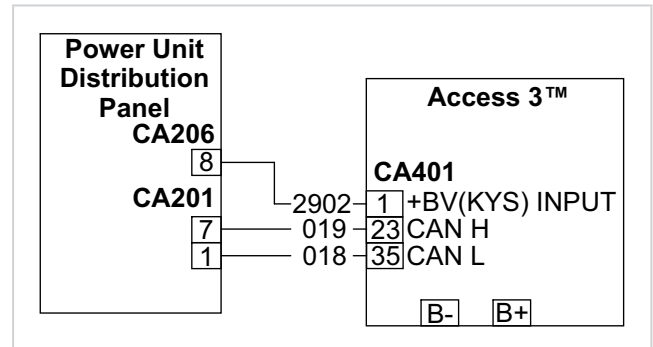 Power Unit
Distribution
Panel
CA206
8
CA201
7
1
2902
019
018
Access 3™
CA401
1 +BV(KYS) INPUT
23 CAN H
35 CAN L
B- B+